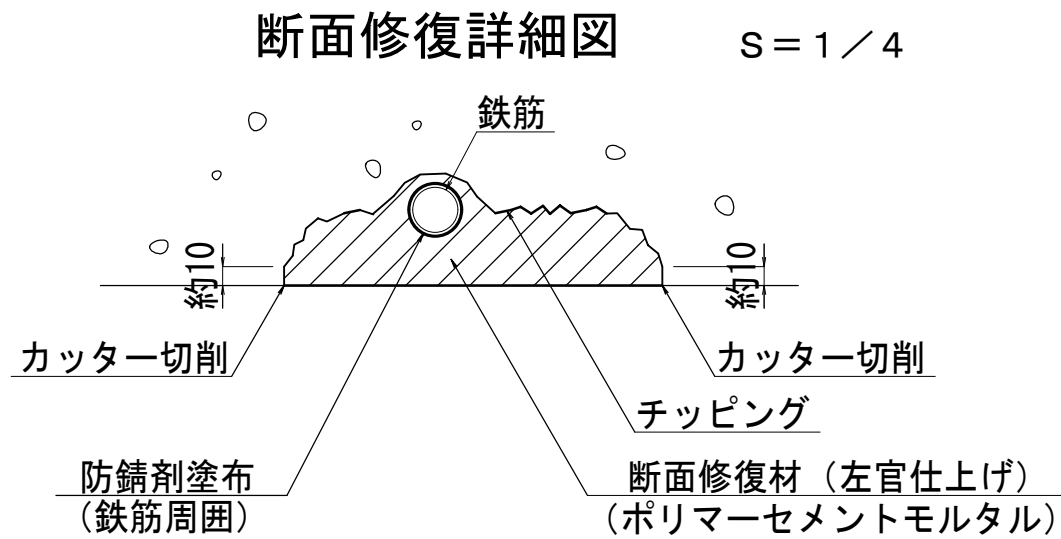 断面修復詳細図 S=1/4
鉄筋
約10
約10
カッター切削
カッター切削
チッピング
防錆剤塗布
(鉄筋周囲)
断面修復材(左官仕上げ)
(ポリマーセメントモルタル)